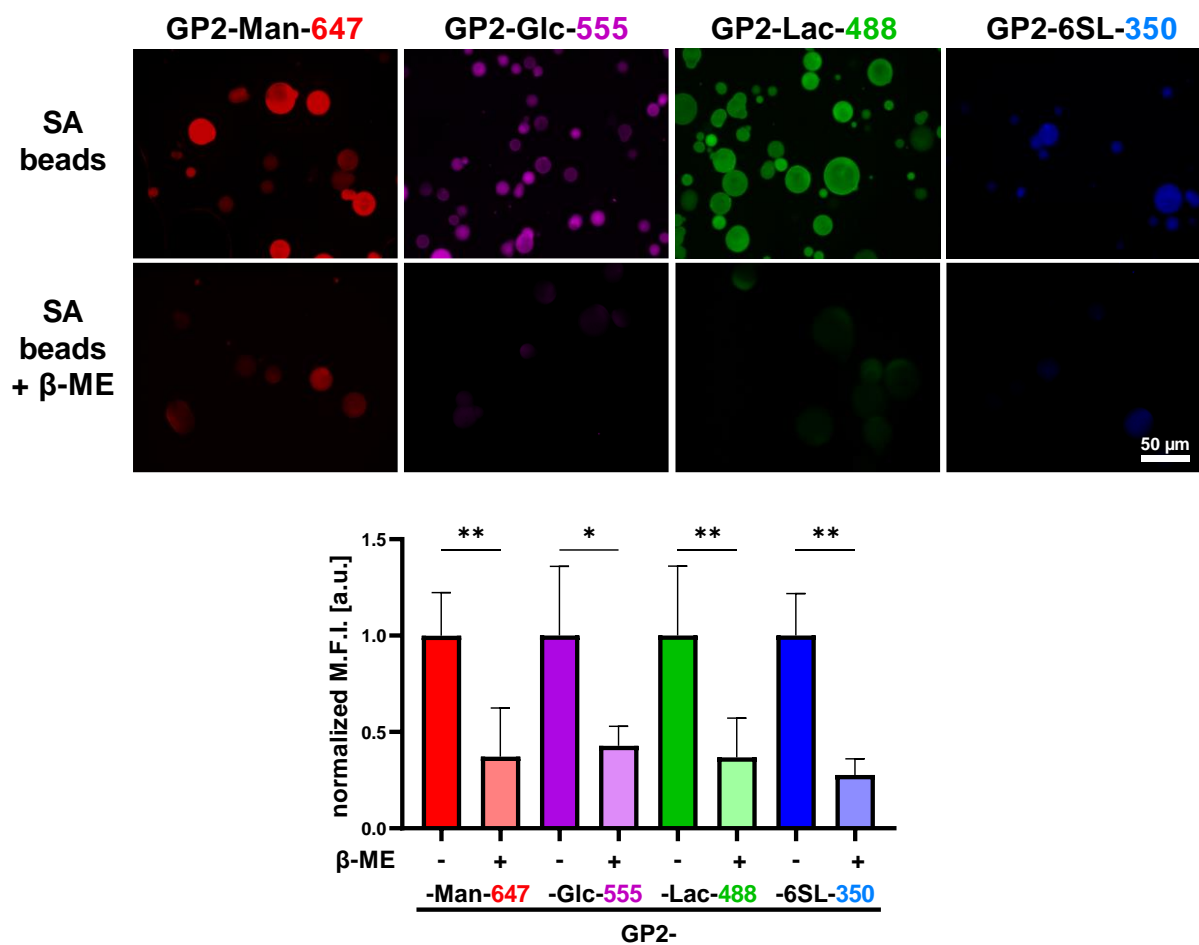 GP2-Man-647 GP2-Glc-555 GP2-Lac-488 GP2-6SL-350
SA
beads
SA
beads
+ β-ME
50 µm
normalized M.F.I. [a.u.]
1.5
1.0
0.5
0.0
** * ** **
β-ME - + - + - + - +
-Man-647 -Glc-555 -Lac-488 -6SL-350
GP2-